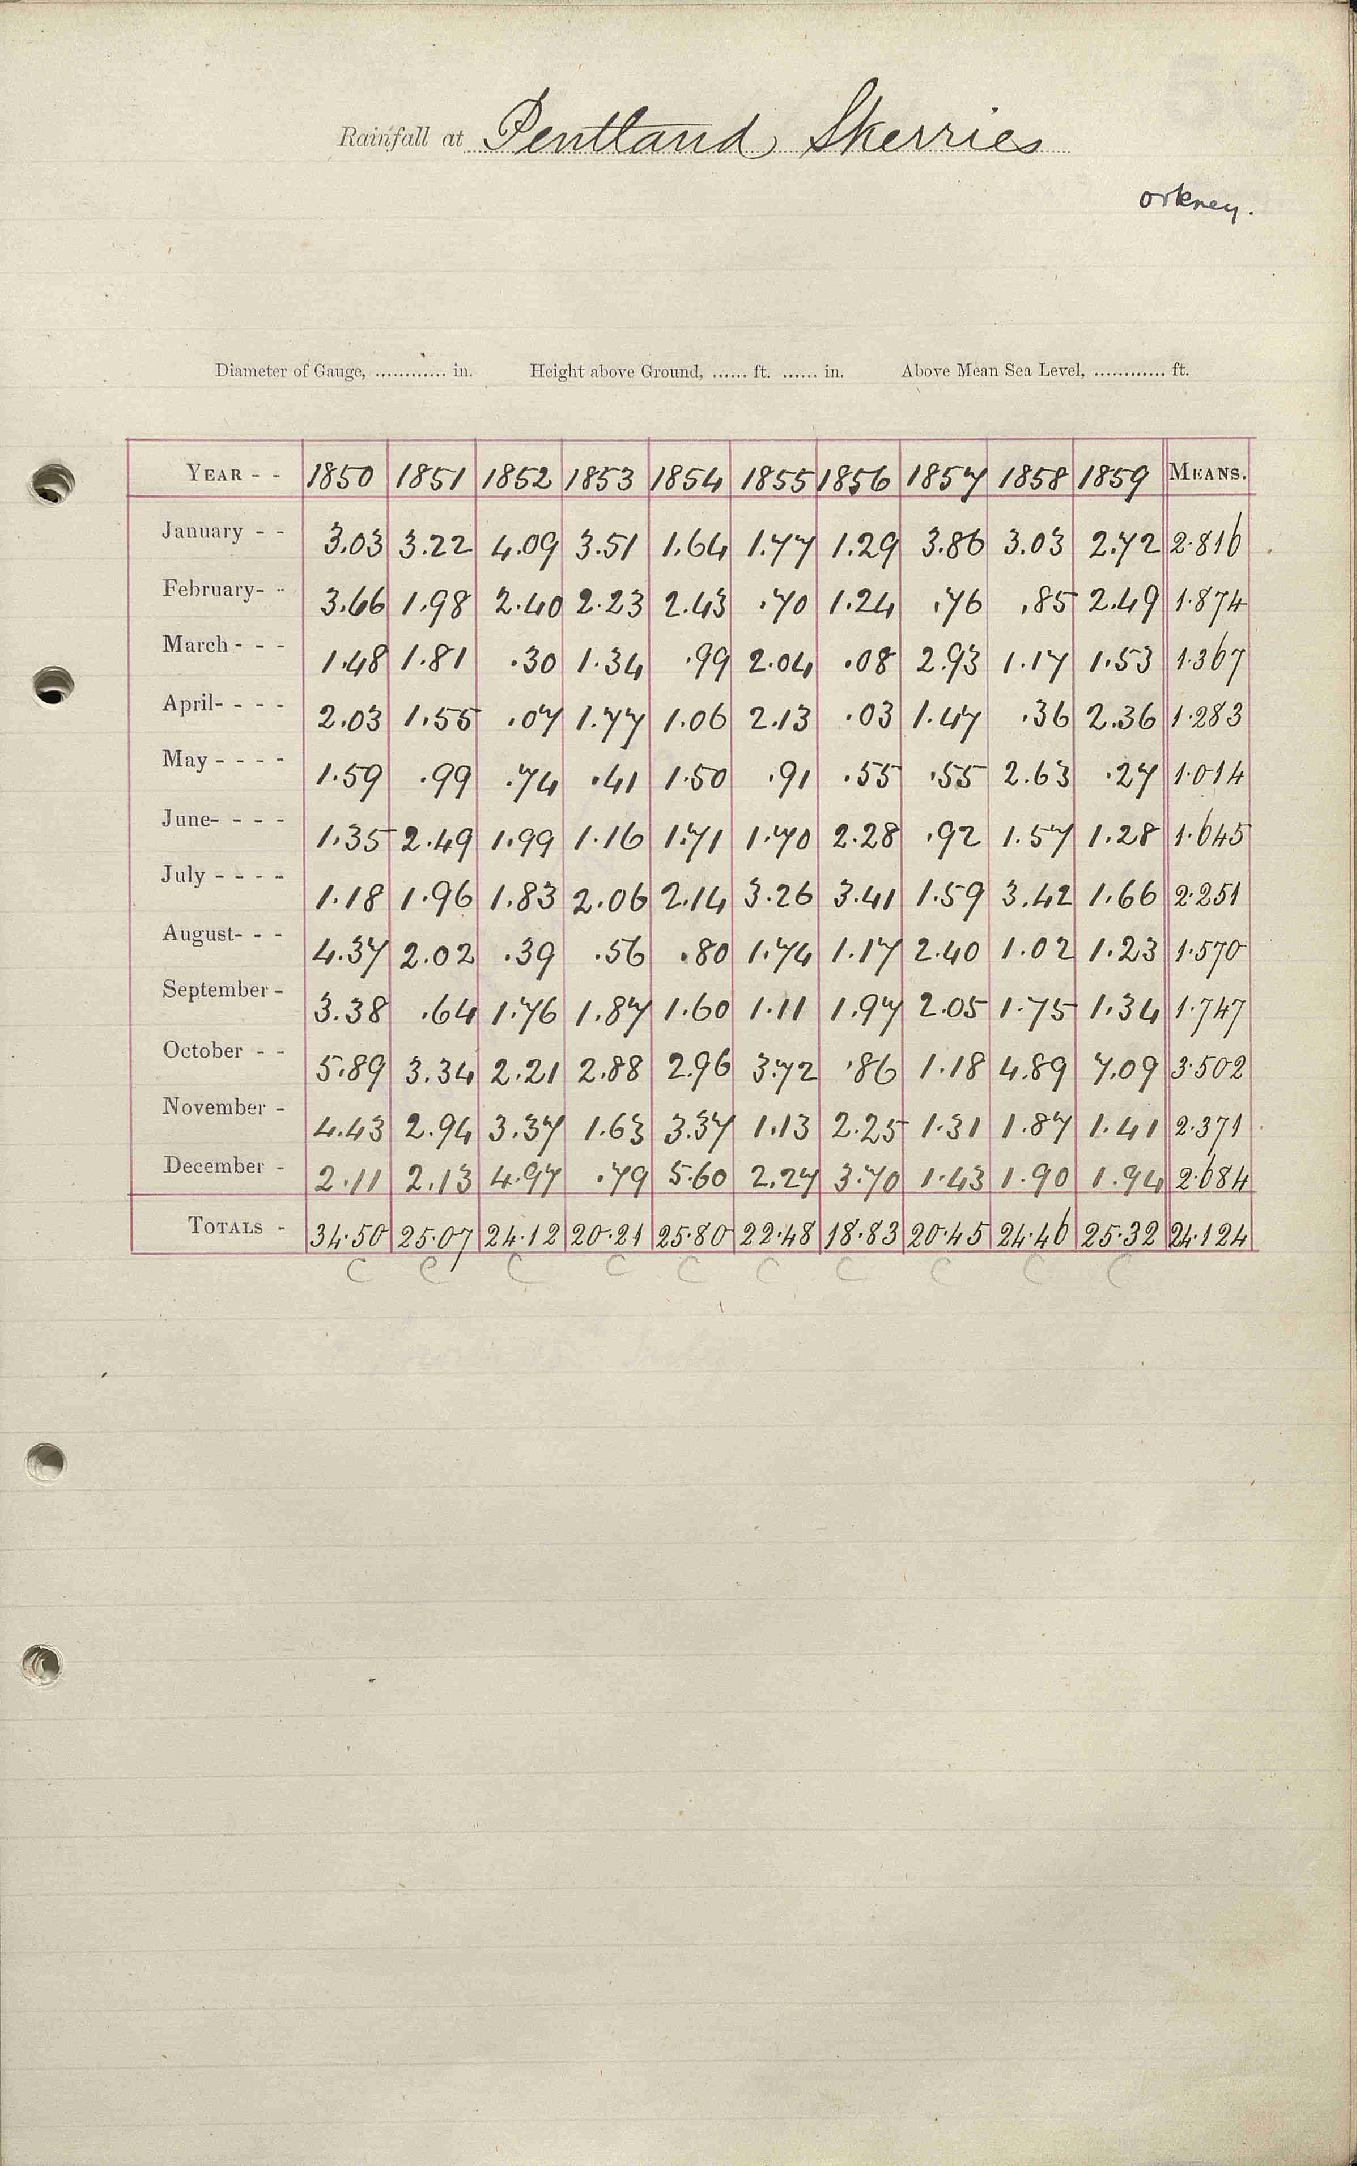 Rainfall at Pentland Skerries
Orkney.
Diameter of Gauge, ............ in. Height above Ground, ...... ft. ...... in. Above Mean Sea Level, ............ ft.
YEAR - - 1850 1851 1852 1853 1854 1855 1856 1857 1858 1859 MEANS.
January - - 3.03 3.22 4.09 3.51 1.64 1.77 1.29 3.86 3.03 2.72 2.816
February- - 3.66 1.98 2.40 2.23 2.43 .70 1.24 .76 .85 2.49 1.874
March - - - 1.48 1.81 .30 1.34 .99 2.04 .08 2.93 1.17 1.53 1.367
April- - - - 2.03 1.55 .07 1.77 1.06 2.13 .03 1.47 .36 2.36 1.283
May - - - - 1.59 .99 .74 .41 1.50 .91 .55 .55 2.63 .27 1.014
June- - - - 1.35 2.49 1.99 1.16 1.71 1.70 2.28 .92 1.57 1.28 1.645
July - - - - 1.18 1.96 1.83 2.06 2.14 3.26 3.41 1.59 3.42 1.66 2.251
August- - - 4.37 2.02 .39 .56 .80 1.74 1.17 2.40 1.02 1.23 1.570
September - 3.38 .64 1.76 1.87 1.60 1.11 1.97 2.05 1.75 1.34 1.747
October - - 5.89 3.34 2.21 2.88 2.96 3.72 .86 1.18 4.89 7.09 3.502
November - 4.43 2.94 3.37 1.63 3.37 1.13 2.25 1.31 1.87 1.41 2.371
December - 2.11 2.13 4.97 .79 5.60 2.27 3.70 1.43 1.90 1.94 2.684
TOTALS - 34.50 25.07 24.12 20.21 25.80 22.48 18.83 20.45 24.46 25.32 24.124
C C C C C C C C C C